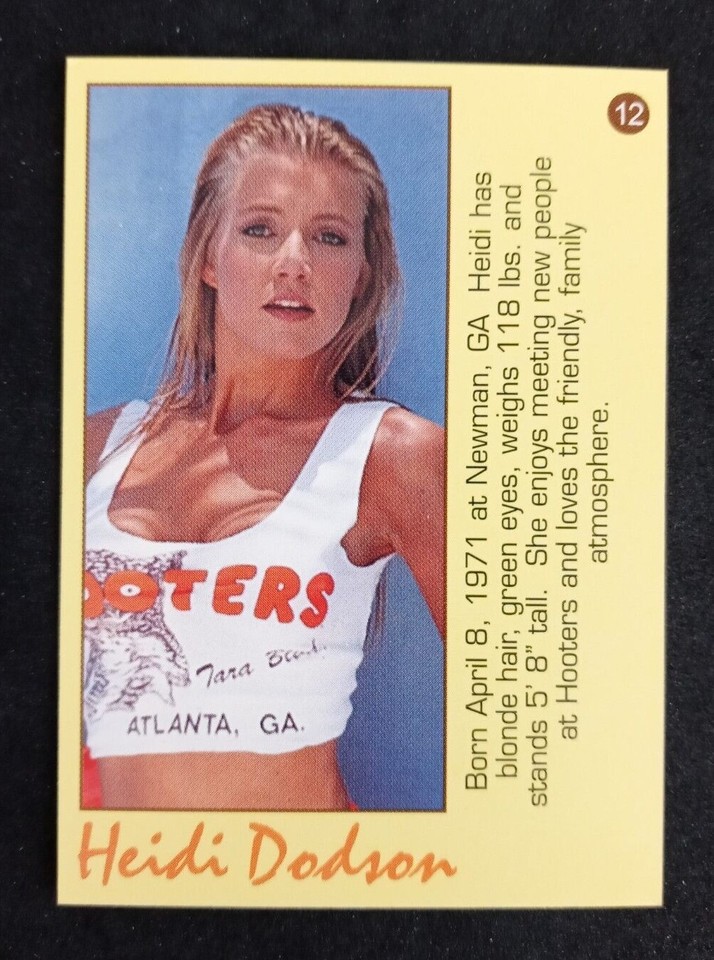 12
Born April 8, 1971 at Newman, GA Heidi has
blonde hair, green eyes, weighs 118 lbs. and
stands 5' 8" tall. She enjoys meeting new people
at Hooters and loves the friendly, family
atmosphere.
OOTERS
Tara
ATLANTA, GA.
Heidi Dodson